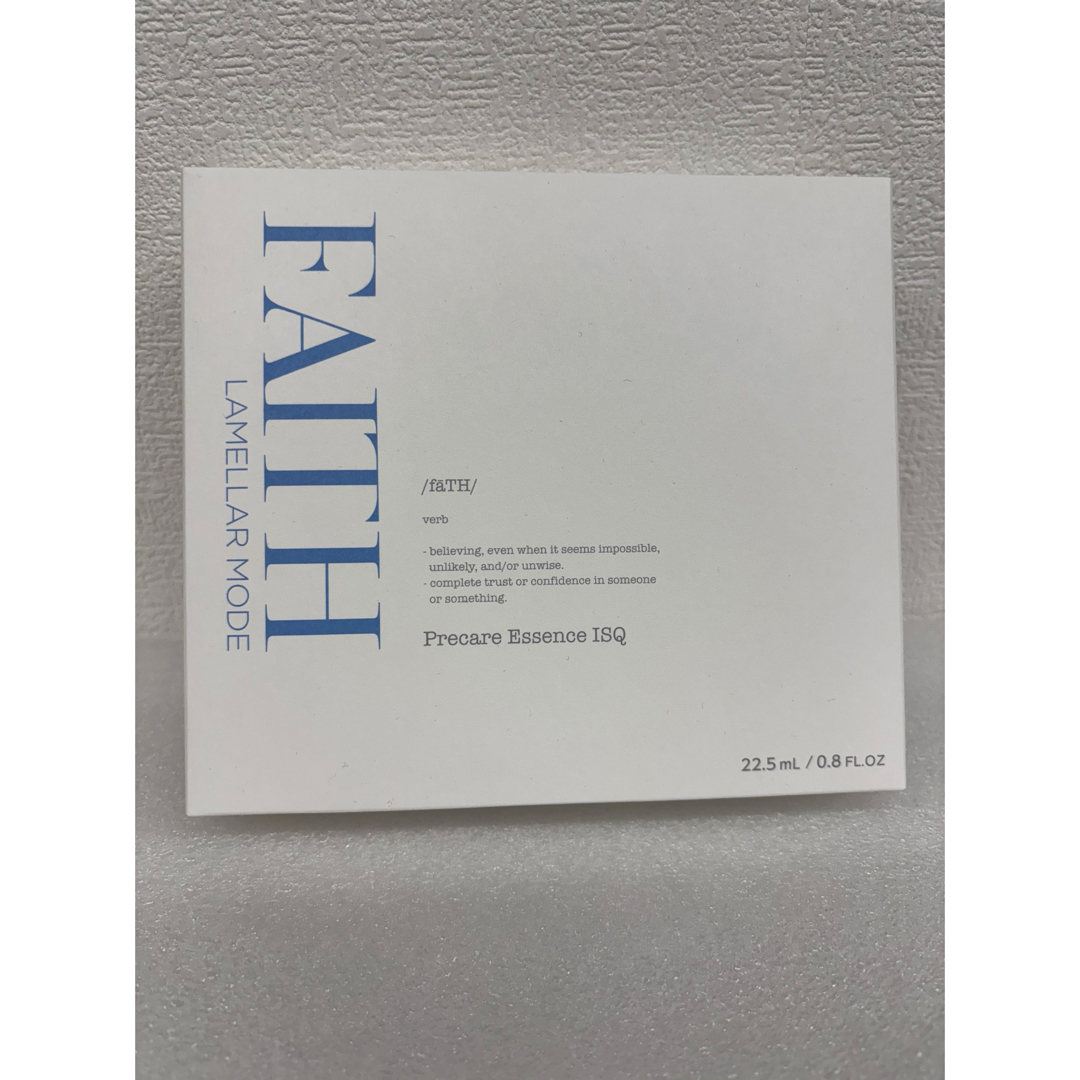 FAITH
LAMELLAR MODE
/fāTH/
verb
- believing, even when it seems impossible,
unlikely, and/or unwise.
- complete trust or confidence in someone
or something.
Precare Essence ISQ
22.5 mL / 0.8 FL.OZ